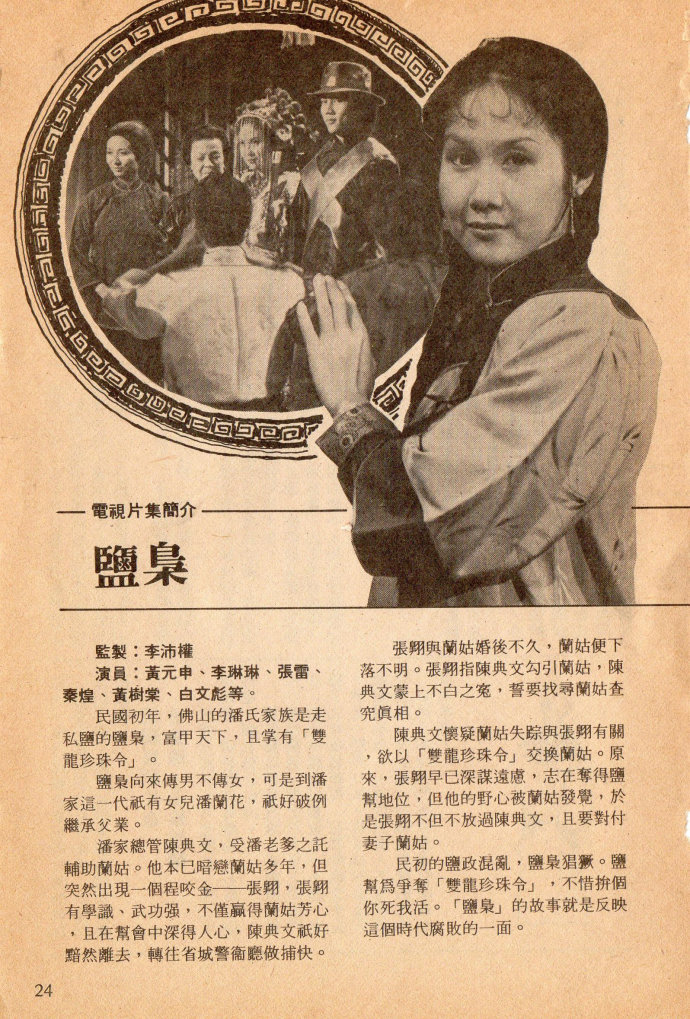 電視片集簡介
鹽梟
監製：李沛權
演員：黃元申、李琳琳、張雷、
秦煌、黃樹棠、白文彪等。
民國初年，佛山的潘氏家族是走
私鹽的鹽梟，富甲天下，且掌有「雙
龍珍珠令」。
鹽梟向來傳男不傳女，可是到潘
家這一代祇有女兒潘蘭花，祇好破例
繼承父業。
潘家總管陳典文，受潘老爹之託
輔助蘭姑。他本已暗戀蘭姑多年，但
突然出現一個程咬金——張翺，張翺
有學識、武功强，不僅贏得蘭姑芳心
，且在幫會中深得人心，陳典文祇好
黯然離去，轉往省城警衞廳做捕快。
張翺與蘭姑婚後不久，蘭姑便下
落不明。張翺指陳典文勾引蘭姑，陳
典文蒙上不白之寃，誓要找尋蘭姑查
究眞相。
陳典文懷疑蘭姑失踪與張翺有關
，欲以「雙龍珍珠令」交換蘭姑。原
來，張翺早已深謀遠慮，志在奪得鹽
幫地位，但他的野心被蘭姑發覺，於
是張翺不但不放過陳典文，且要對付
妻子蘭姑。
民初的鹽政混亂，鹽梟猖獗。鹽
幫爲爭奪「雙龍珍珠令」，不惜拚個
你死我活。「鹽梟」的故事就是反映
這個時代腐敗的一面。
24